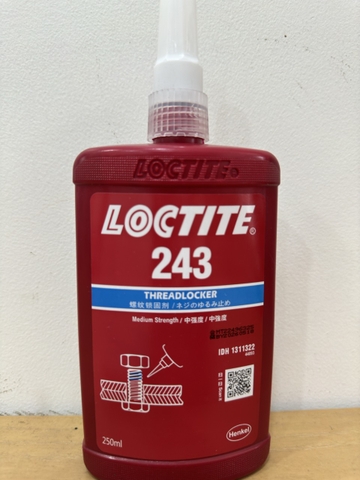 LOCTITE®
LOCTITE®
243
THREADLOCKER
螺纹锁固剂 / ネジのゆるみ止め
Medium Strength / 中强度 / 中強度
IDH 1311322
250ml
Henkel